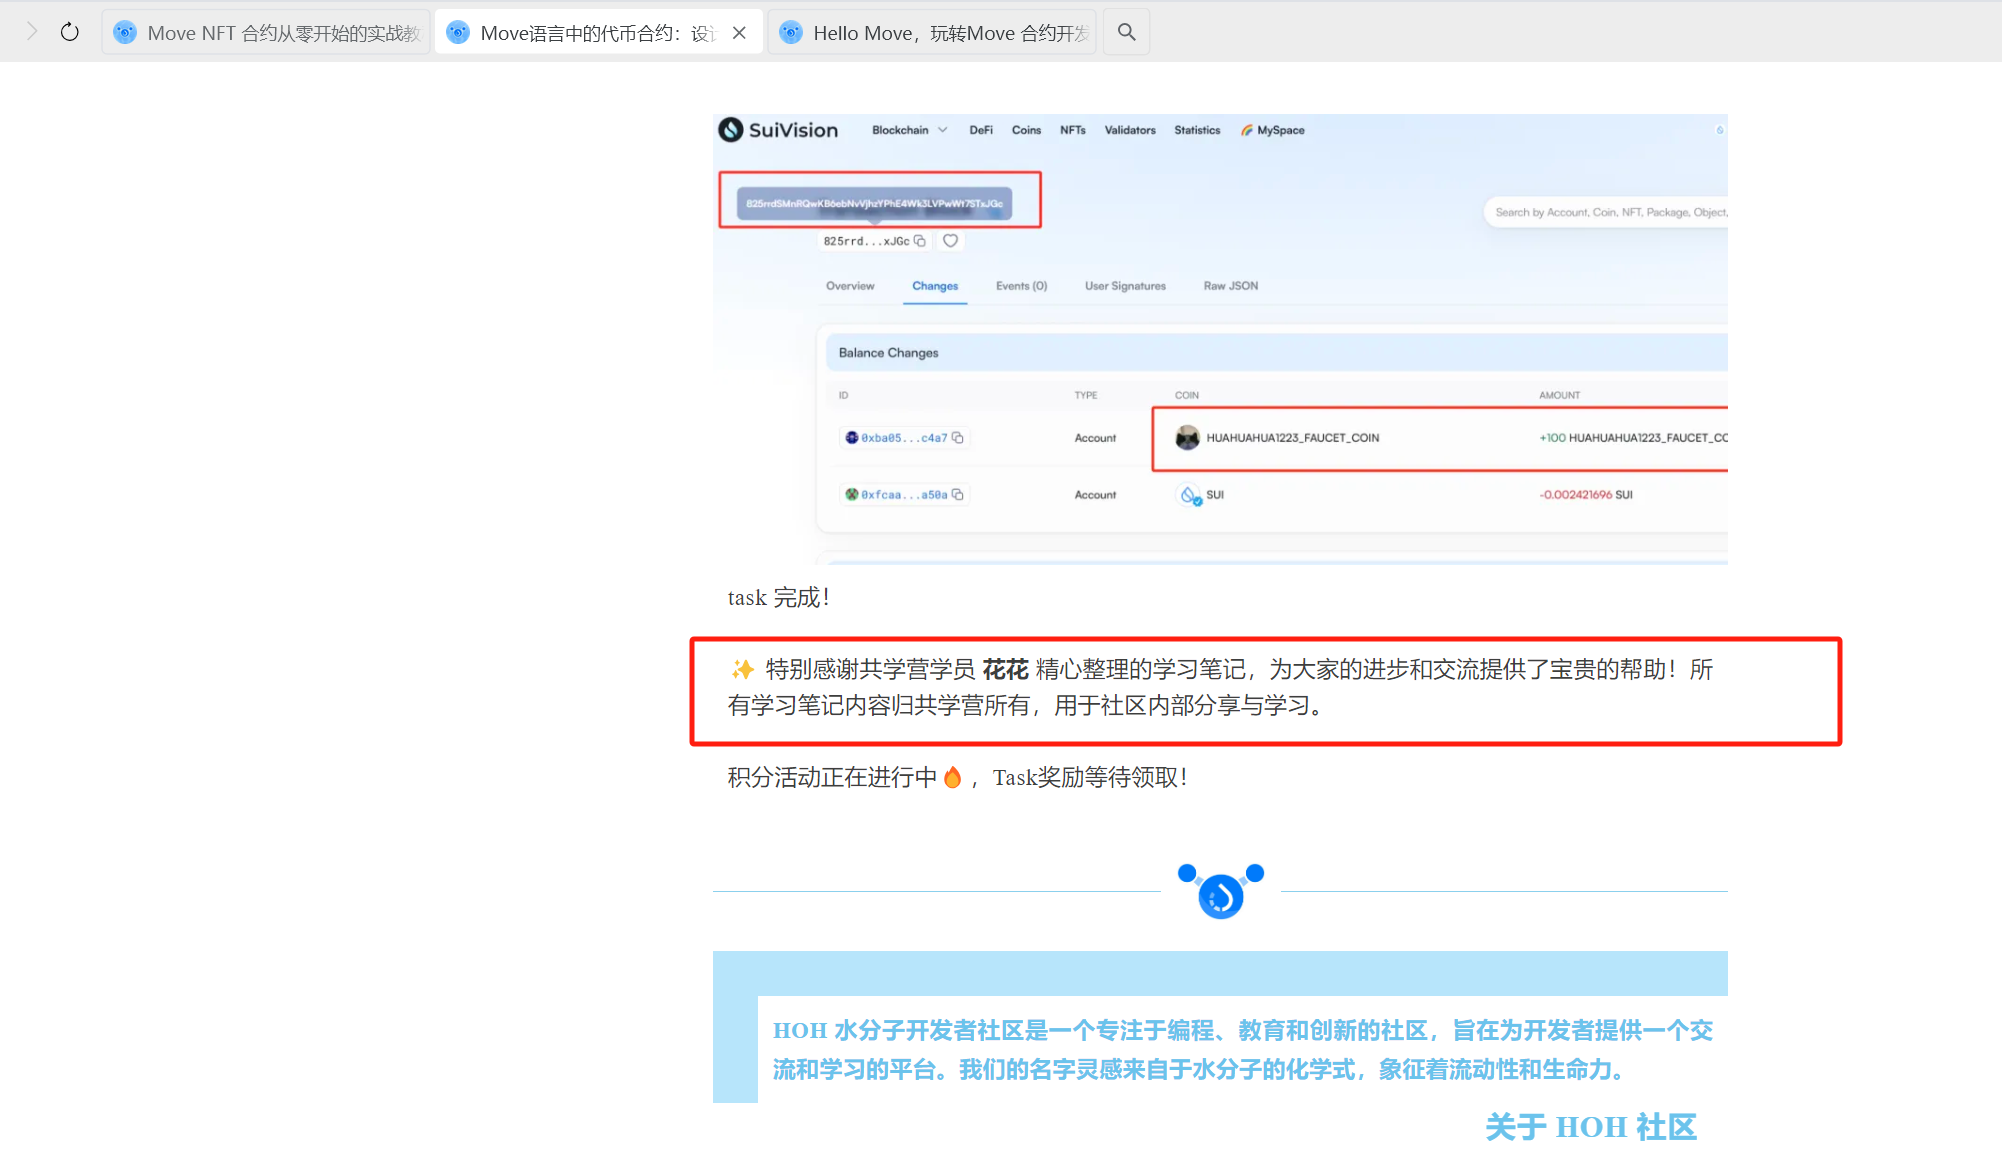 Move NFT 合约从零开始的实战教
Move语言中的代币合约：设
Hello Move，玩转Move 合约开发
SuiVision
Blockchain
DeFi
Coins
NFTs
Validators
Statistics
MySpace
825rrdSMnRQwKB6ebNvVjhzYPhE4Wk3LVPwWt7STxJGc
Search by Account, Coin, NFT, Package, Object,
825rrd...xJGc
Overview
Changes
Events (0)
User Signatures
Raw JSON
Balance Changes
ID
TYPE
COIN
AMOUNT
0xba05...c4a7
Account
HUAHUAHUA1223_FAUCET_COIN
+100 HUAHUAHUA1223_FAUCET_CO
0xfcaa...a50a
Account
SUI
-0.002421696 SUI
task 完成！
✨ 特别感谢共学营学员 花花 精心整理的学习笔记，为大家的进步和交流提供了宝贵的帮助！所
有学习笔记内容归共学营所有，用于社区内部分享与学习。
积分活动正在进行中🔥，Task奖励等待领取！
HOH 水分子开发者社区是一个专注于编程、教育和创新的社区，旨在为开发者提供一个交
流和学习的平台。我们的名字灵感来自于水分子的化学式，象征着流动性和生命力。
关于 HOH 社区